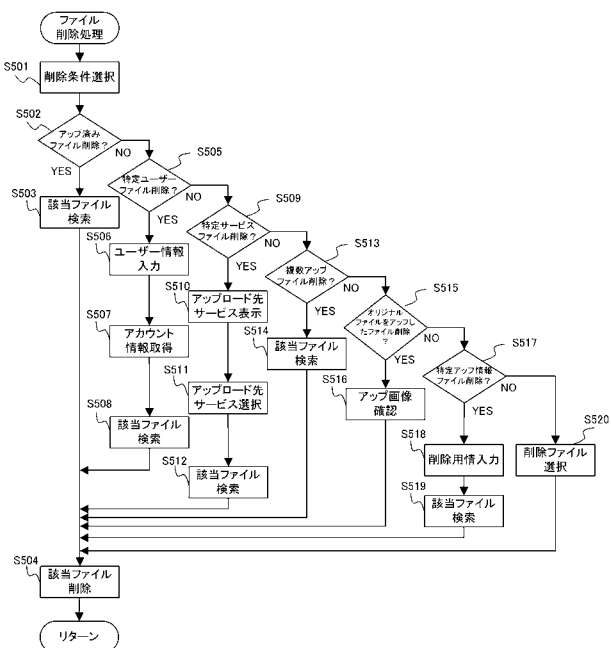 ファイル
削除処理
S501
削除条件選択
S502
アップ済み
ファイル削除?
NO
YES
S503
該当ファイル
検索
S505
特定ユーザー
ファイル削除?
NO
YES
S506
ユーザー情報
入力
S507
アカウント
情報取得
S508
該当ファイル
検索
S509
特定サービス
ファイル削除?
NO
YES
S510
アップロード先
サービス表示
S511
アップロード先
サービス選択
S512
該当ファイル
検索
S513
複数アップ
ファイル削除?
NO
YES
S514
該当ファイル
検索
S515
オリジナル
ファイルをアップし
たファイル削除
?
NO
YES
S516
アップ画像
確認
S517
特定アップ情報
ファイル削除?
NO
YES
S518
削除用情入力
S519
該当ファイル
検索
S520
削除ファイル
選択
S504
該当ファイル
削除
リターン